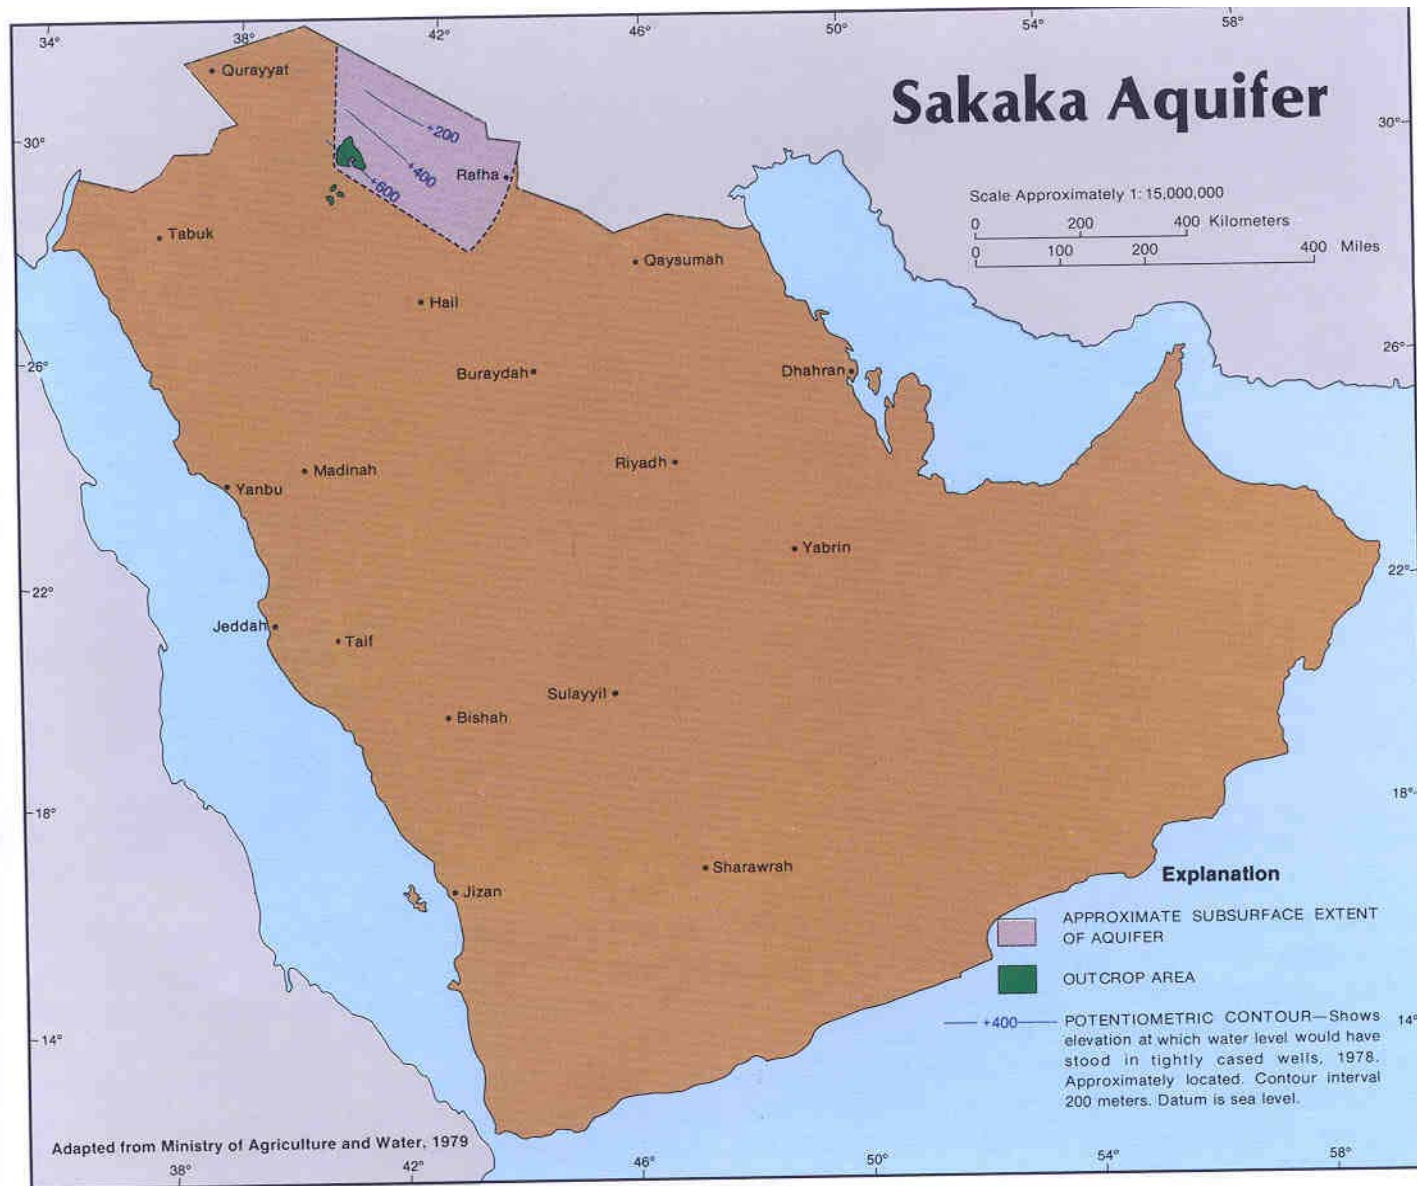 34°
38°
42°
46°
50°
54°
58°
Sakaka Aquifer
Qurayyat
+200
30°
30°
+400
Rafha
+600
Scale Approximately 1:15,000,000
0 200 400 Kilometers
0 100 200 400 Miles
Tabuk
Qaysumah
Hail
26°
26°
Buraydah
Dhahran
Riyadh
Madinah
Yanbu
Yabrin
22°
22°
Jeddah
Taif
Sulayyil
Bishah
18°
18°
Sharawrah
Jizan
Explanation
APPROXIMATE SUBSURFACE EXTENT
OF AQUIFER
OUTCROP AREA
+400
POTENTIOMETRIC CONTOUR—Shows
elevation at which water level would have
stood in tightly cased wells, 1978.
Approximately located. Contour interval
200 meters. Datum is sea level.
14°
14°
Adapted from Ministry of Agriculture and Water, 1979
38°
42°
46°
50°
54°
58°